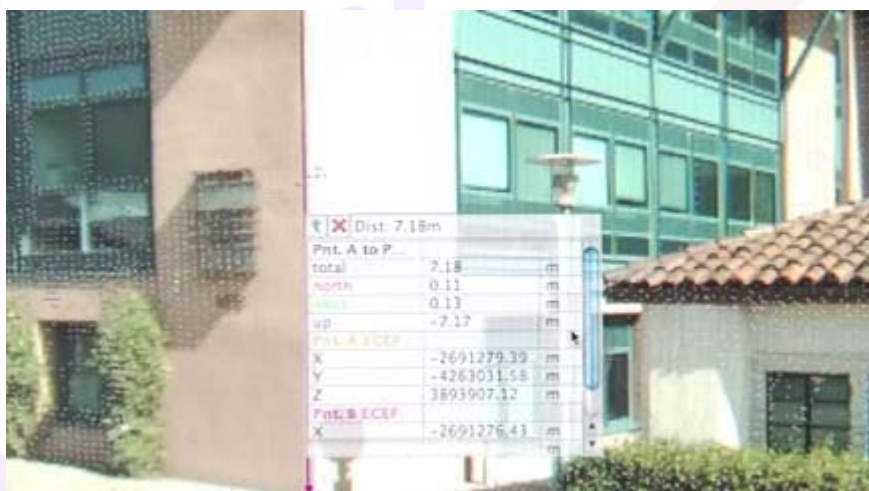 Dist: 7.18m
Pnt. A to P...
total 7.18 m
north 0.11 m
0.13 m
up -7.17 m
Pnt. A ECEF
X -2691279.39 m
Y -4263031.58 m
Z 3893907.12 m
Pnt. B ECEF
X -2691276.43 m
m